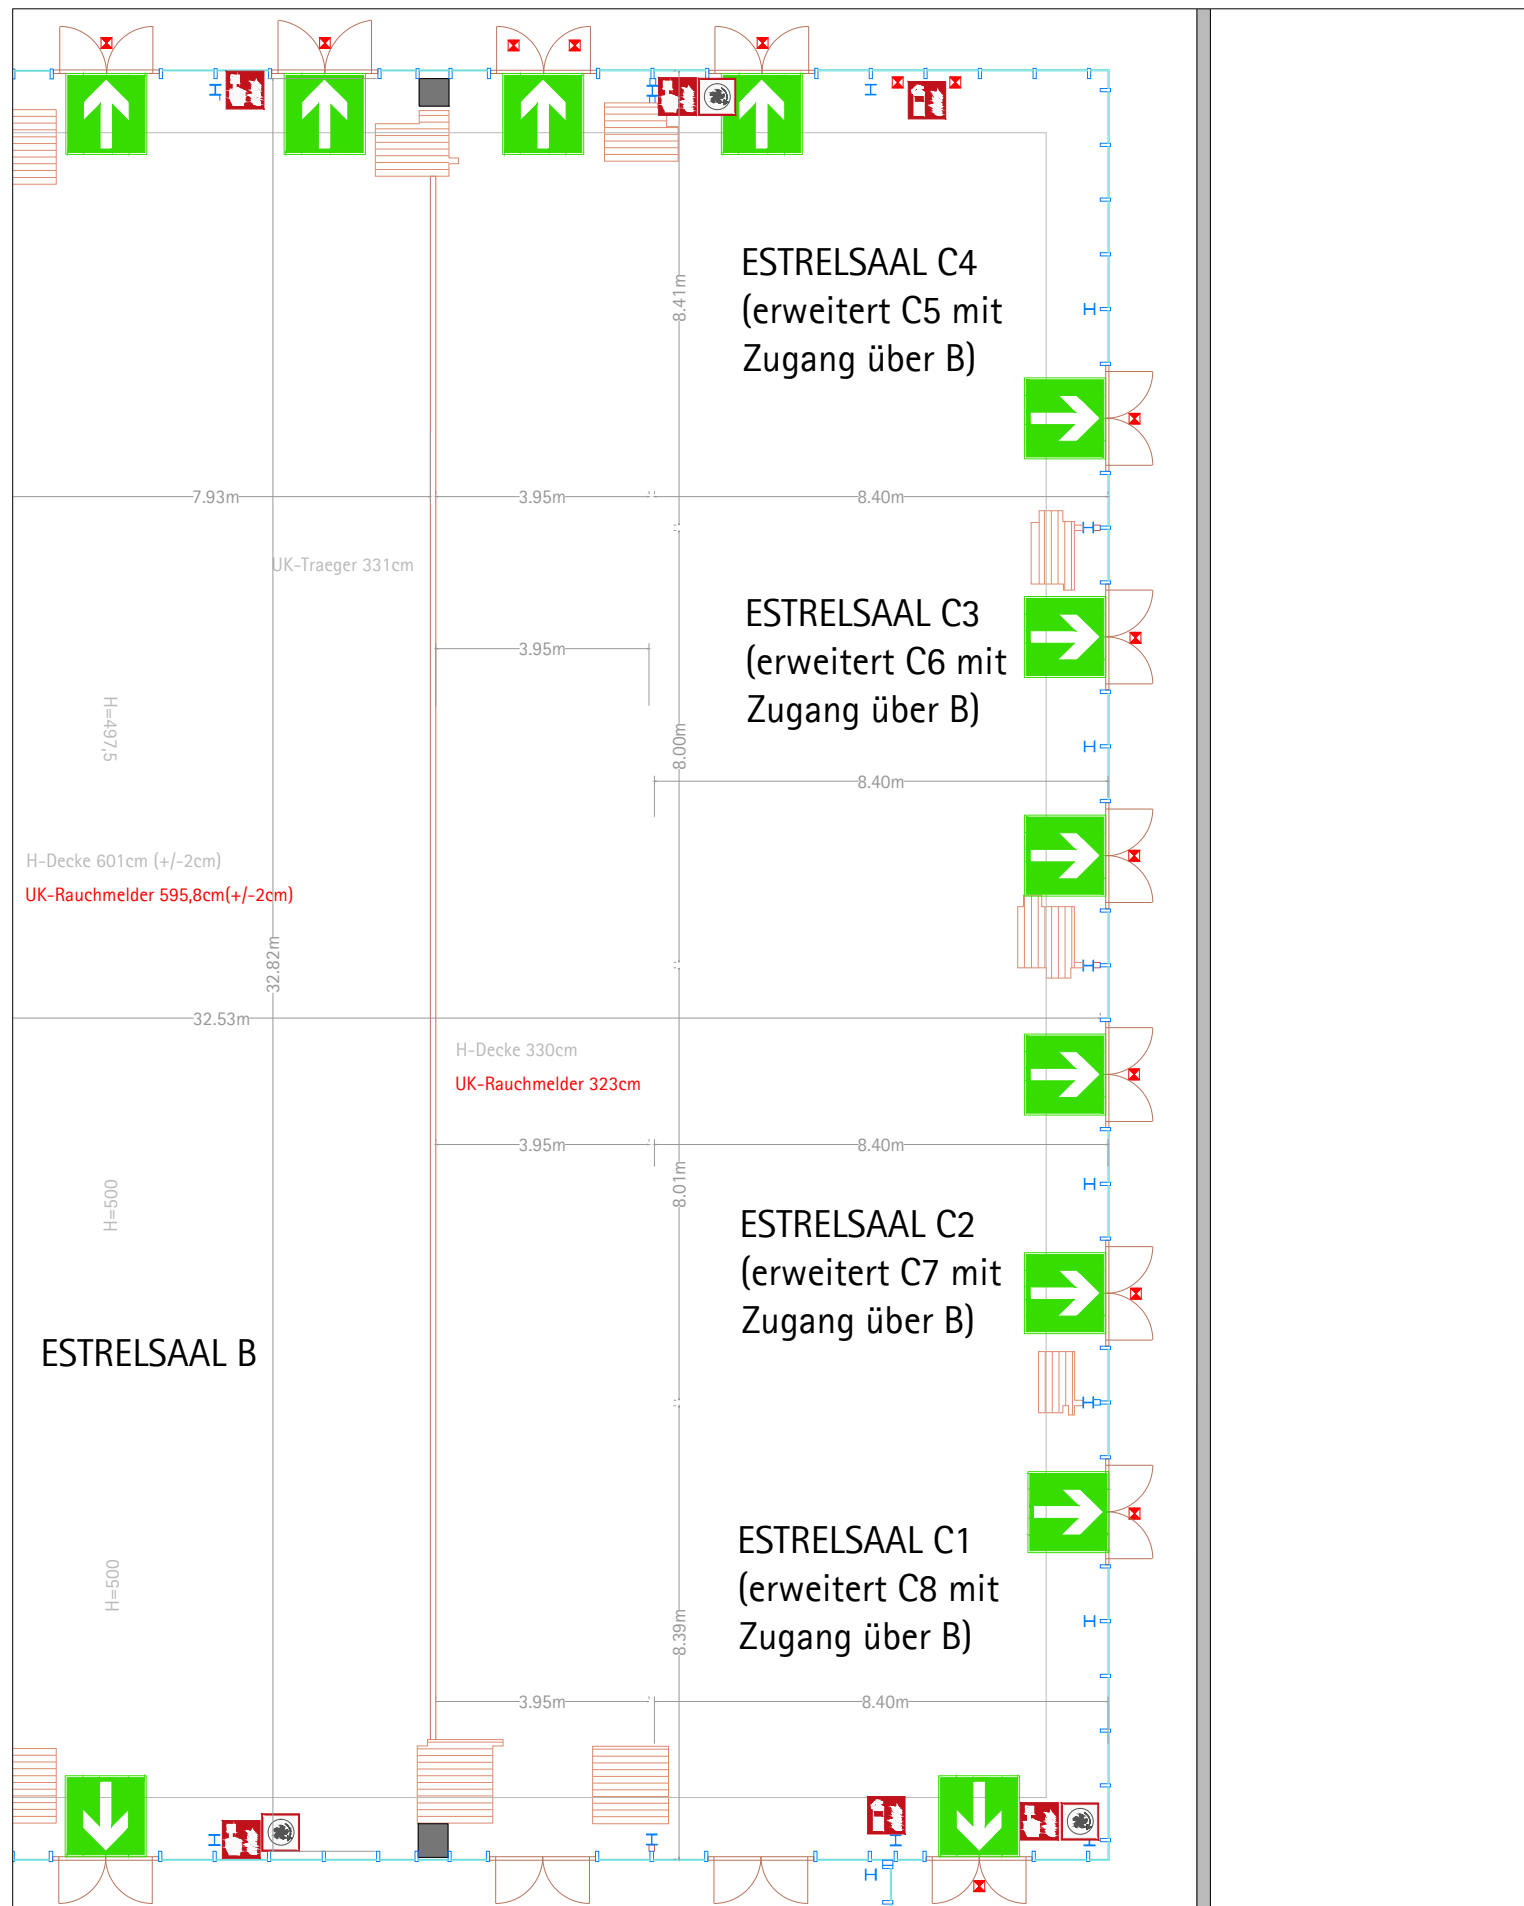 ESTRELSAAL C4
(erweitert C5 mit
Zugang über B)
8.41m
7.93m
3.95m
8.40m
UK-Traeger 331cm
ESTRELSAAL C3
(erweitert C6 mit
Zugang über B)
3.95m
H=497,5
8.00m
8.40m
H-Decke 601cm (+/-2cm)
UK-Rauchmelder 595,8cm(+/-2cm)
32.82m
32.53m
H-Decke 330cm
UK-Rauchmelder 323cm
3.95m
8.40m
8.01m
H=500
ESTRELSAAL C2
(erweitert C7 mit
Zugang über B)
ESTRELSAAL B
ESTRELSAAL C1
(erweitert C8 mit
Zugang über B)
H=500
8.39m
3.95m
8.40m